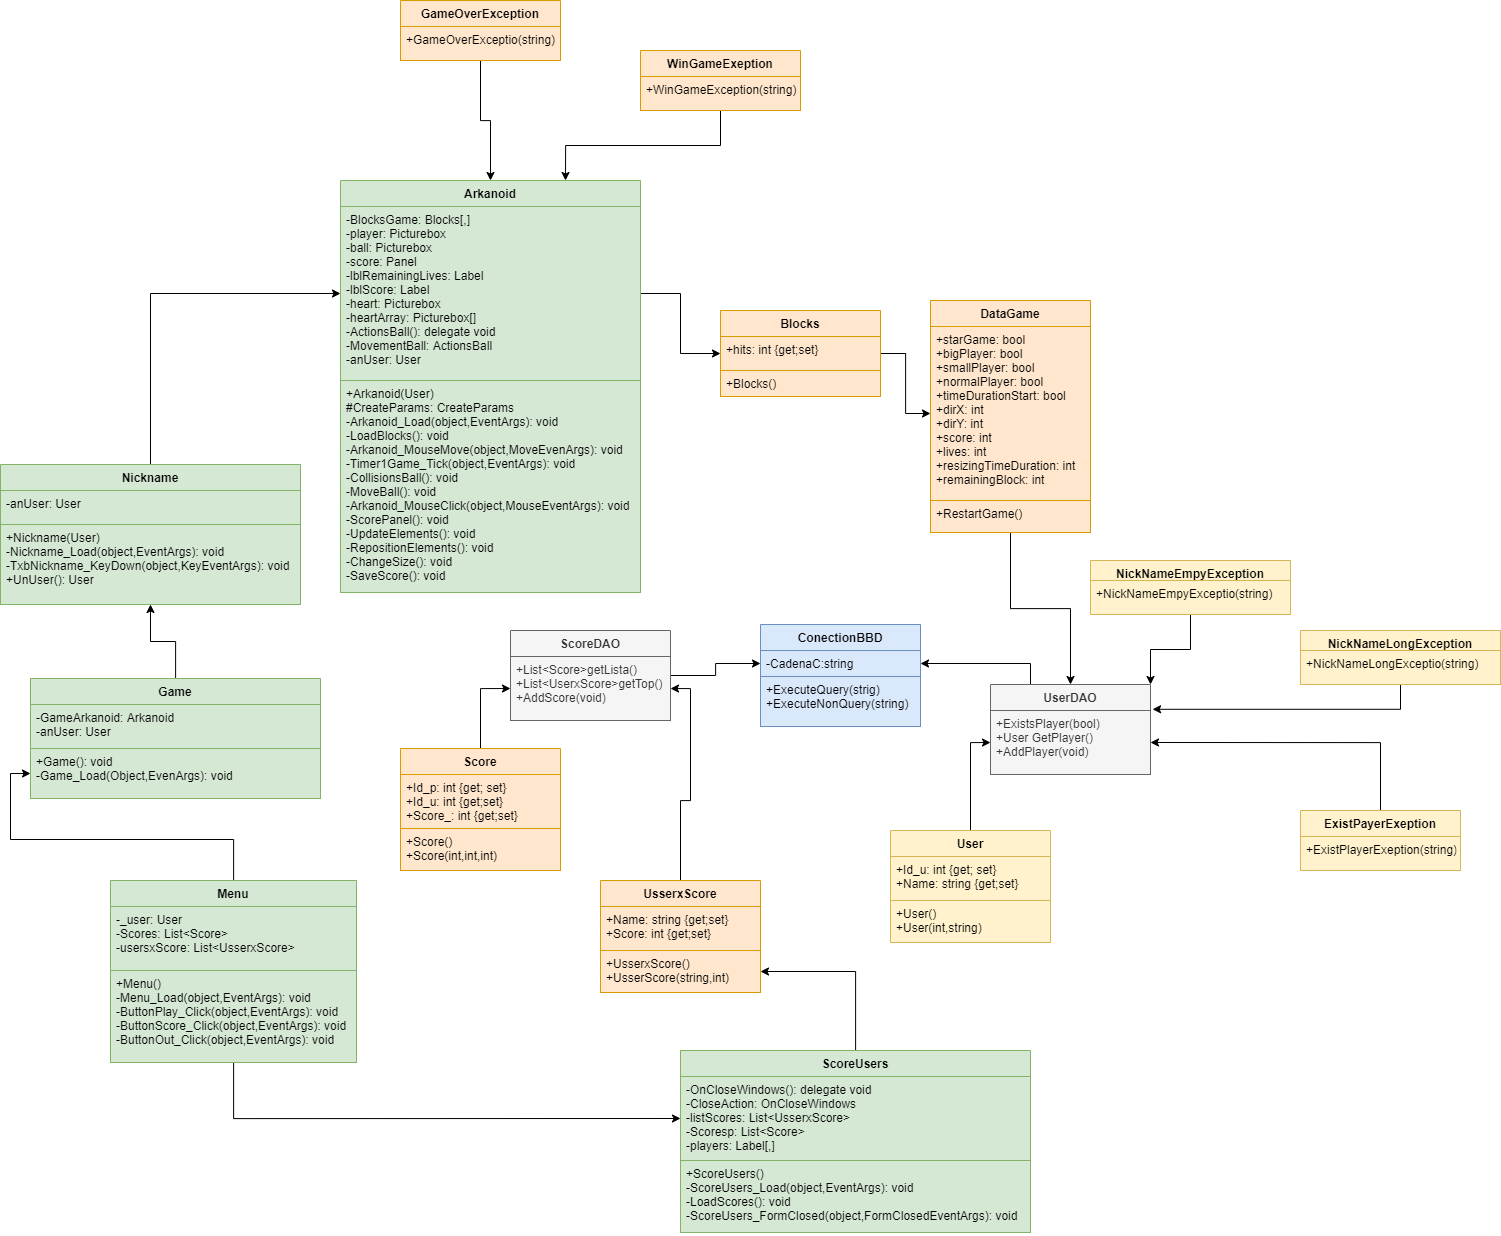 GameOverException
+GameOverExceptio(string)
WinGameExeption
+WinGameException(string)
Arkanoid
-BlocksGame: Blocks[,]
-player: Picturebox
-ball: Picturebox
-score: Panel
-lblRemainingLives: Label
-lblScore: Label
-heart: Picturebox
-heartArray: Picturebox[]
-ActionsBall(): delegate void
-MovementBall: ActionsBall
-anUser: User
+Arkanoid(User)
#CreateParams: CreateParams
-Arkanoid_Load(object,EventArgs): void
-LoadBlocks(): void
-Arkanoid_MouseMove(object,MoveEvenArgs): void
-Timer1Game_Tick(object,EventArgs): void
-CollisionsBall(): void
-MoveBall(): void
-Arkanoid_MouseClick(object,MouseEventArgs): void
-ScorePanel(): void
-UpdateElements(): void
-RepositionElements(): void
-ChangeSize(): void
-SaveScore(): void
Blocks
+hits: int {get;set}
+Blocks()
DataGame
+starGame: bool
+bigPlayer: bool
+smallPlayer: bool
+normalPlayer: bool
+timeDurationStart: bool
+dirX: int
+dirY: int
+score: int
+lives: int
+resizingTimeDuration: int
+remainingBlock: int
+RestartGame()
Nickname
-anUser: User
+Nickname(User)
-Nickname_Load(object,EventArgs): void
-TxbNickname_KeyDown(object,KeyEventArgs): void
+UnUser(): User
NickNameEmpyException
+NickNameEmpyExceptio(string)
NickNameLongException
+NickNameLongExceptio(string)
ScoreDAO
+List<Score>getLista()
+List<UserxScore>getTop()
+AddScore(void)
ConectionBBD
-CadenaC:string
+ExecuteQuery(strig)
+ExecuteNonQuery(string)
UserDAO
+ExistsPlayer(bool)
+User GetPlayer()
+AddPlayer(void)
Game
-GameArkanoid: Arkanoid
-anUser: User
+Game(): void
-Game_Load(Object,EvenArgs): void
Score
+Id_p: int {get; set}
+Id_u: int {get;set}
+Score_: int {get;set}
+Score()
+Score(int,int,int)
ExistPayerExeption
+ExistPlayerExeption(string)
User
+Id_u: int {get; set}
+Name: string {get;set}
+User()
+User(int,string)
Menu
-_user: User
-Scores: List<Score>
-usersxScore: List<UsserxScore>
+Menu()
-Menu_Load(object,EventArgs): void
-ButtonPlay_Click(object,EventArgs): void
-ButtonScore_Click(object,EventArgs): void
-ButtonOut_Click(object,EventArgs): void
UsserxScore
+Name: string {get;set}
+Score: int {get;set}
+UsserxScore()
+UsserScore(string,int)
ScoreUsers
-OnCloseWindows(): delegate void
-CloseAction: OnCloseWindows
-listScores: List<UsserxScore>
-Scoresp: List<Score>
-players: Label[,]
+ScoreUsers()
-ScoreUsers_Load(object,EventArgs): void
-LoadScores(): void
-ScoreUsers_FormClosed(object,FormClosedEventArgs): void